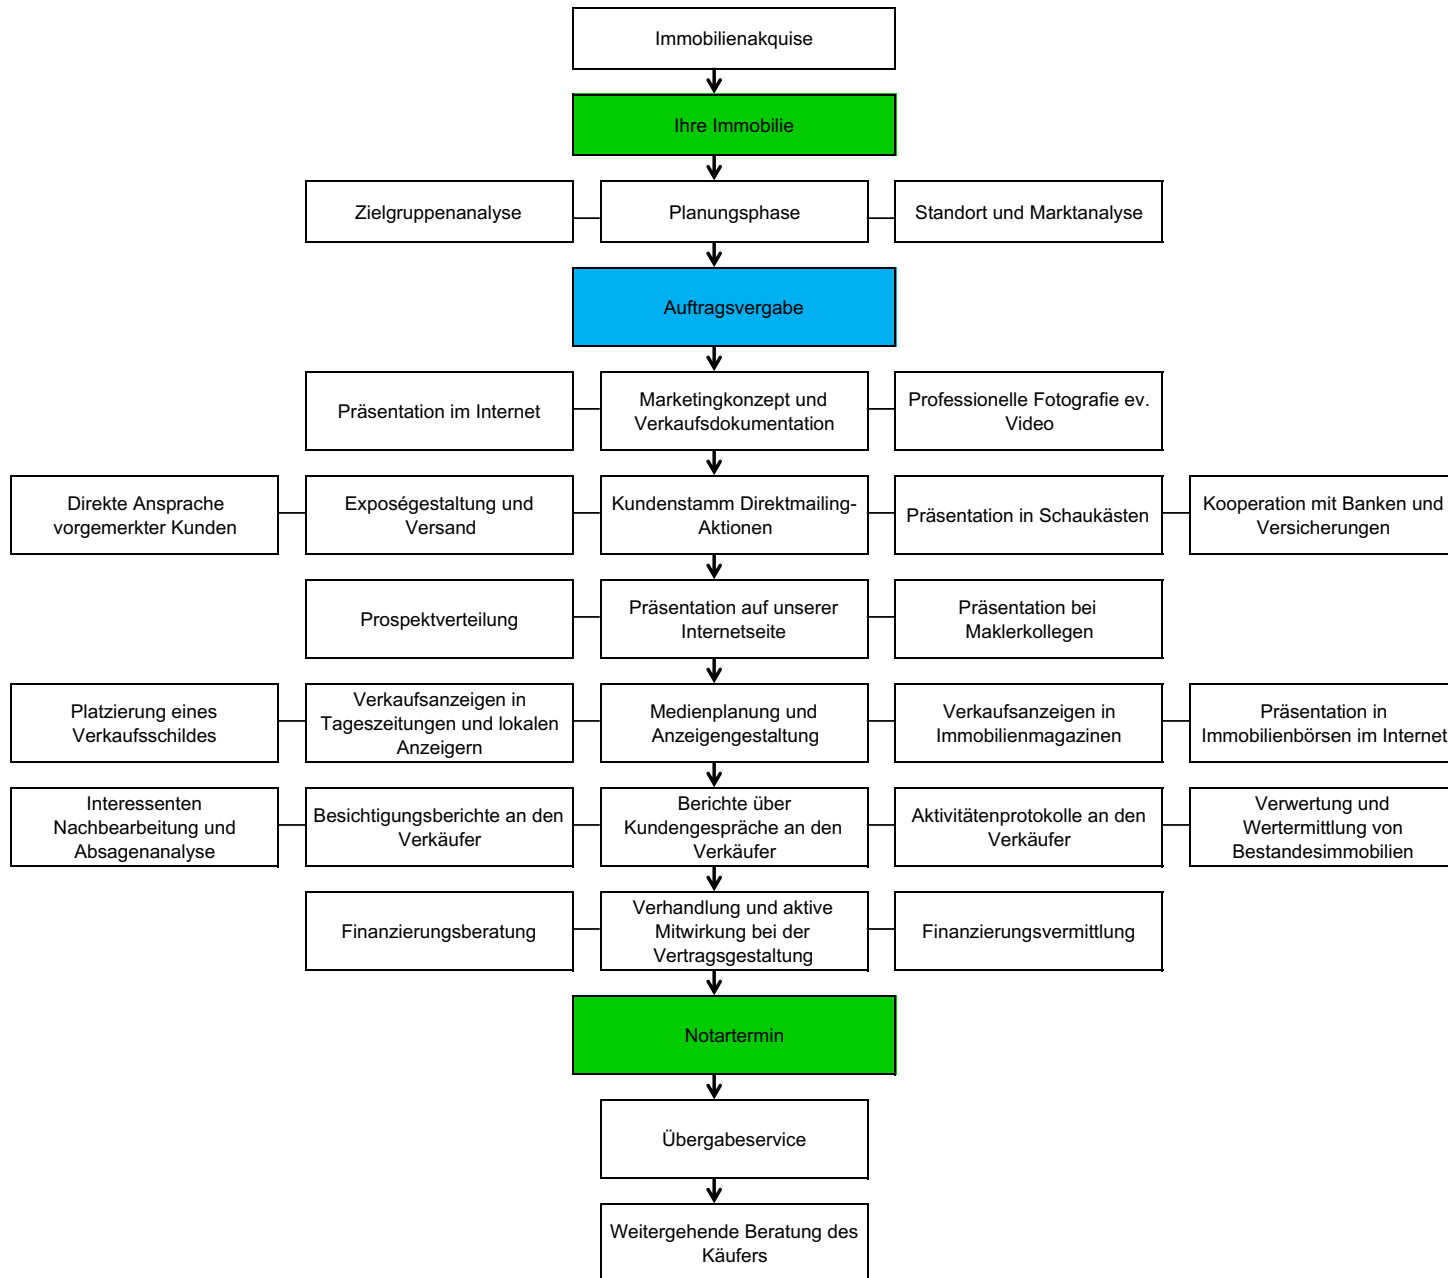 Immobilienakquise
Ihre Immobilie
Zielgruppenanalyse
Planungsphase
Standort und Marktanalyse
Auftragsvergabe
Präsentation im Internet
Marketingkonzept und
Verkaufsdokumentation
Professionelle Fotografie ev.
Video
Direkte Ansprache
vorgemerkter Kunden
Exposégestaltung und
Versand
Kundenstamm Direktmailing-
Aktionen
Präsentation in Schaukästen
Kooperation mit Banken und
Versicherungen
Prospektverteilung
Präsentation auf unserer
Internetseite
Präsentation bei
Maklerkollegen
Platzierung eines
Verkaufsschildes
Verkaufsanzeigen in
Tageszeitungen und lokalen
Anzeigern
Medienplanung und
Anzeigengestaltung
Verkaufsanzeigen in
Immobilienmagazinen
Präsentation in
Immobilienbörsen im Internet
Interessenten
Nachbearbeitung und
Absagenanalyse
Besichtigungsberichte an den
Verkäufer
Berichte über
Kundengespräche an den
Verkäufer
Aktivitätenprotokolle an den
Verkäufer
Verwertung und
Wertermittlung von
Bestandesimmobilien
Finanzierungsberatung
Verhandlung und aktive
Mitwirkung bei der
Vertragsgestaltung
Finanzierungsvermittlung
Notartermin
Übergabeservice
Weitergehende Beratung des
Käufers